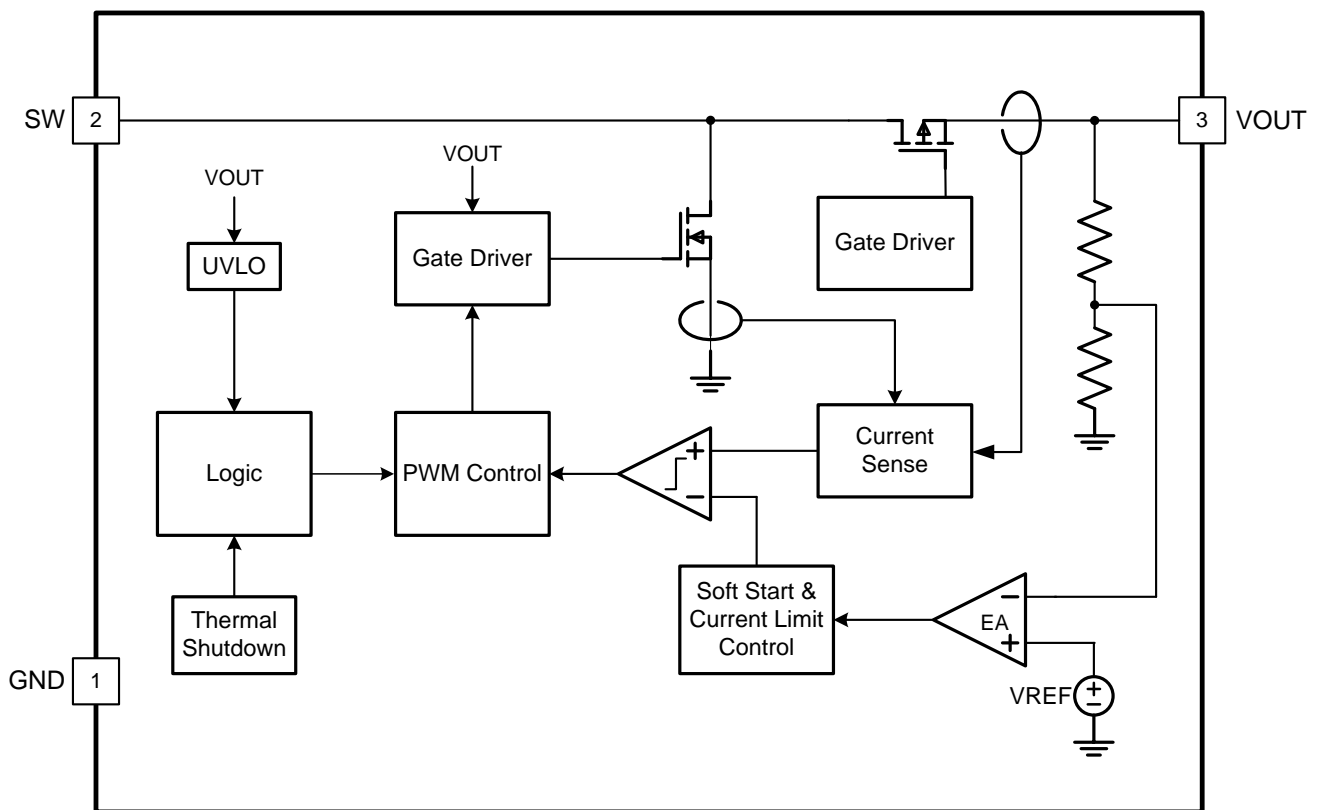 SW
2
3
VOUT
VOUT
VOUT
UVLO
Gate Driver
Gate Driver
Logic
PWM Control
+
−
Current
Sense
Thermal
Shutdown
Soft Start &
Current Limit
Control
−
EA
+
GND
1
VREF
+
−